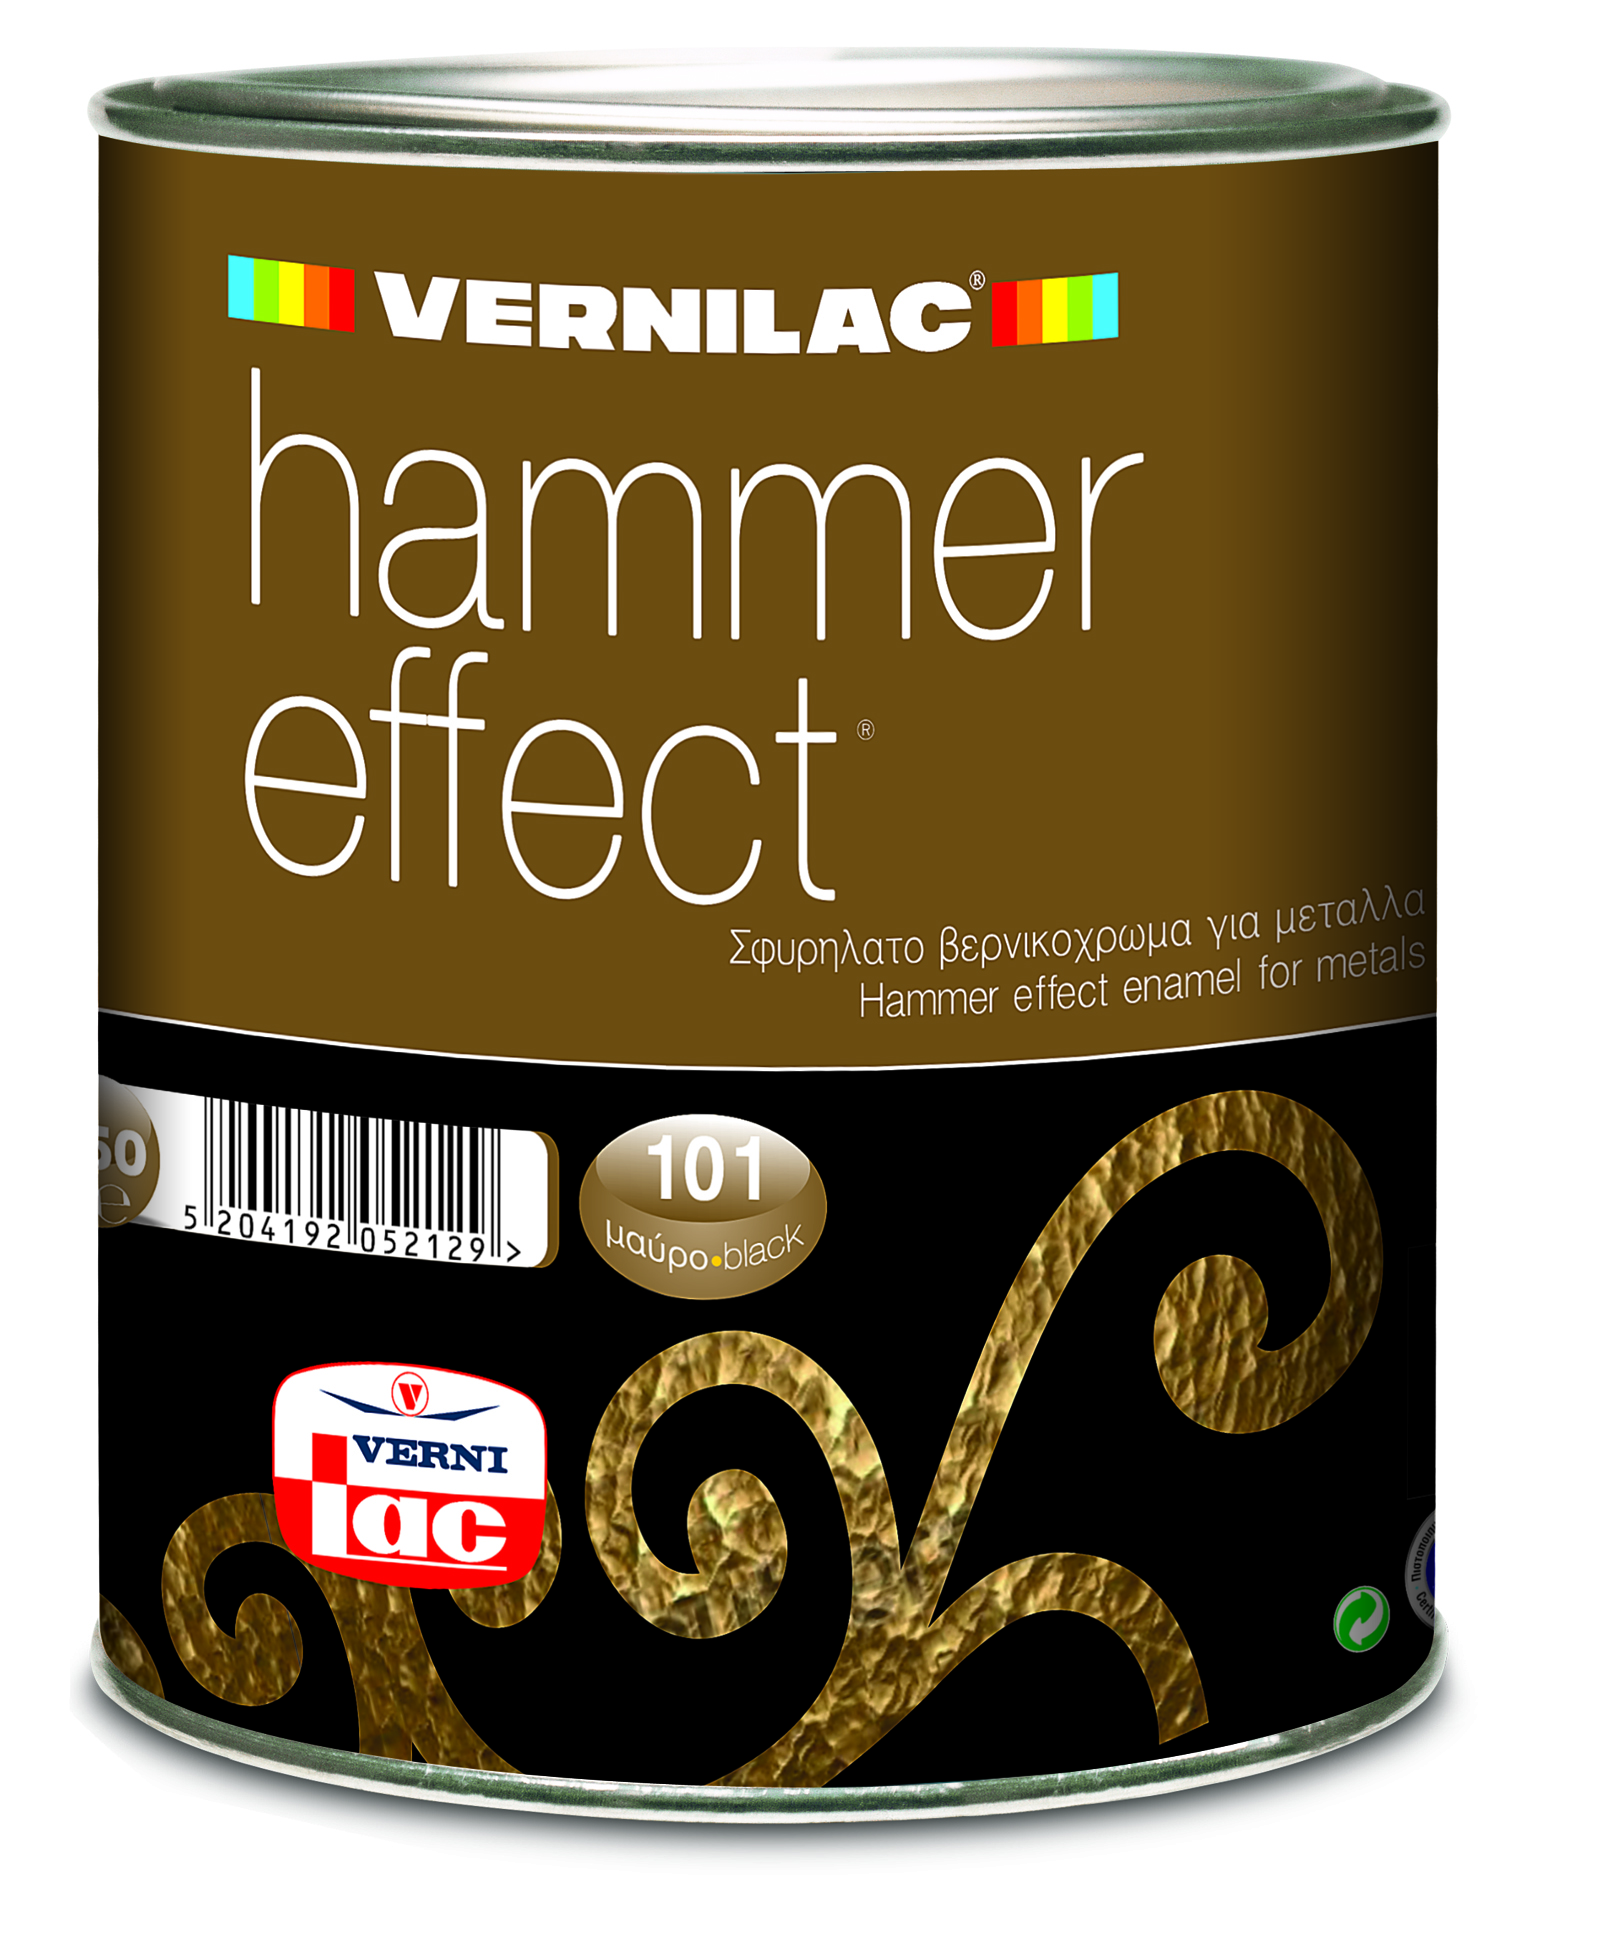 VERNILAC®
hammer
effect®
Σφυρηλατο βερνικοχρωμα για μεταλλα
Hammer effect enamel for metals
50
e
5 204192 052129 >
101
μαύρο•black
V
VERNI
lac